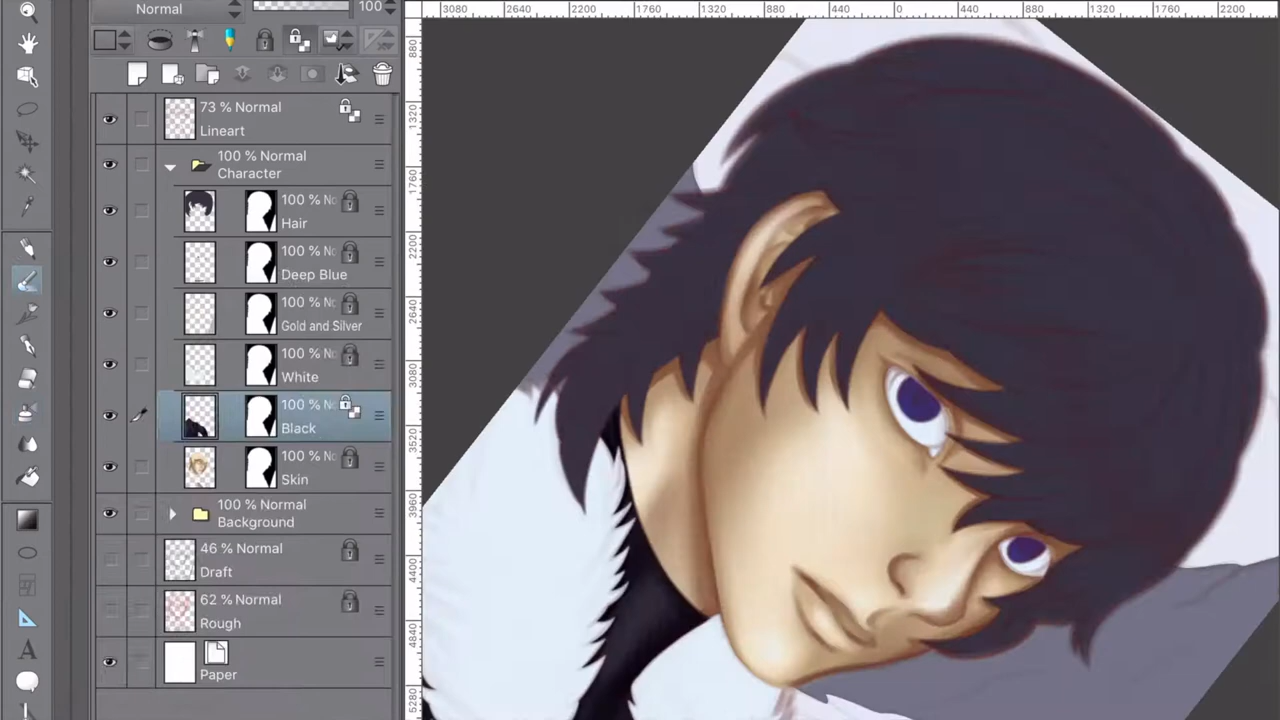 Normal
100
3080 2640 2200 1760 1320 880 440 0 440 880 1320 1760 2200
880
1320
1760
2200
2640
3080
3520
3960
4400
4840
5280
73 % Normal
Lineart
100 % Normal
Character
100 % No
Hair
100 % No
Deep Blue
100 % No
Gold and Silver
100 % No
White
100 % No
Black
100 % No
Skin
100 % Normal
Background
46 % Normal
Draft
62 % Normal
Rough
Paper
A